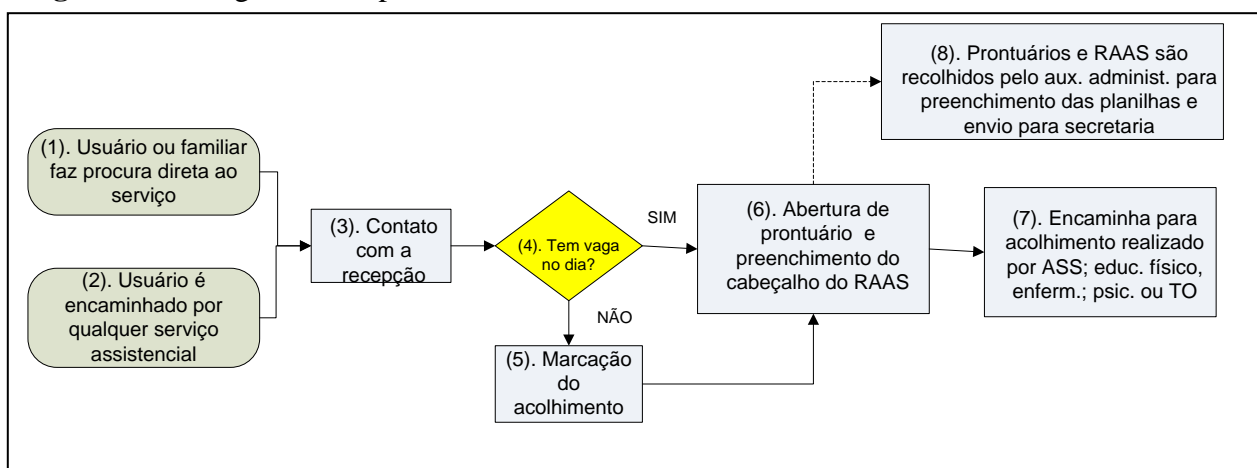 (1). Usuário ou familiar
faz procura direta ao
serviço
(2). Usuário é
encaminhado por
qualquer serviço
assistencial
(3). Contato
com a
recepção
(4). Tem vaga
no dia?
SIM
NÃO
(5). Marcação
do
acolhimento
(6). Abertura de
prontuário e
preenchimento do
cabeçalho do RAAS
(8). Prontuários e RAAS são
recolhidos pelo aux. administ. para
preenchimento das planilhas e
envio para secretaria
(7). Encaminha para
acolhimento realizado
por ASS; educ. físico,
enferm.; psic. ou TO